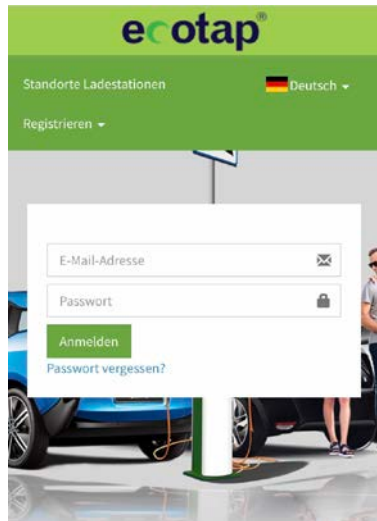 ecotap®
Standorte Ladestationen
Deutsch
Registrieren
E-Mail-Adresse
Passwort
Anmelden
Passwort vergessen?